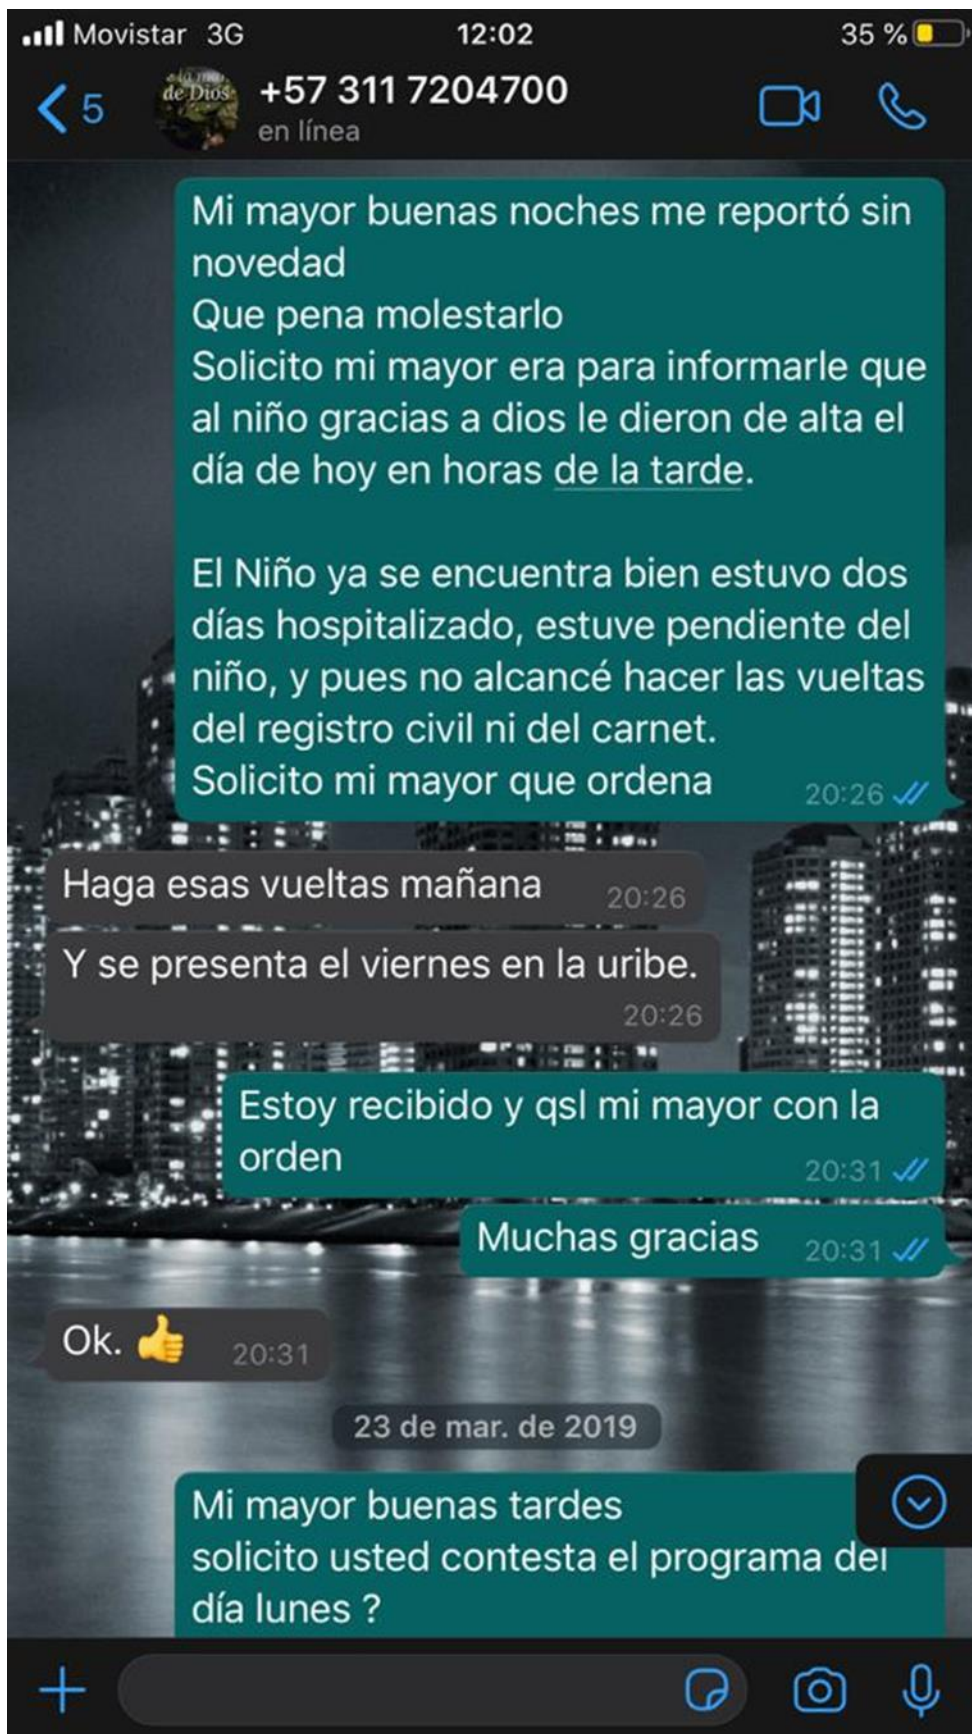 Movistar 3G 12:02 35 %
5 de Dios +57 311 7204700
en línea
Mi mayor buenas noches me reportó sin
novedad
Que pena molestarlo
Solicito mi mayor era para informarle que
al niño gracias a dios le dieron de alta el
día de hoy en horas de la tarde.
El Niño ya se encuentra bien estuvo dos
días hospitalizado, estuve pendiente del
niño, y pues no alcancé hacer las vueltas
del registro civil ni del carnet.
Solicito mi mayor que ordena 20:26
Haga esas vueltas mañana 20:26
Y se presenta el viernes en la uribe.
20:26
Estoy recibido y qsl mi mayor con la
orden 20:31
Muchas gracias 20:31
Ok. 👍 20:31
23 de mar. de 2019
Mi mayor buenas tardes
solicito usted contesta el programa del
día lunes ?